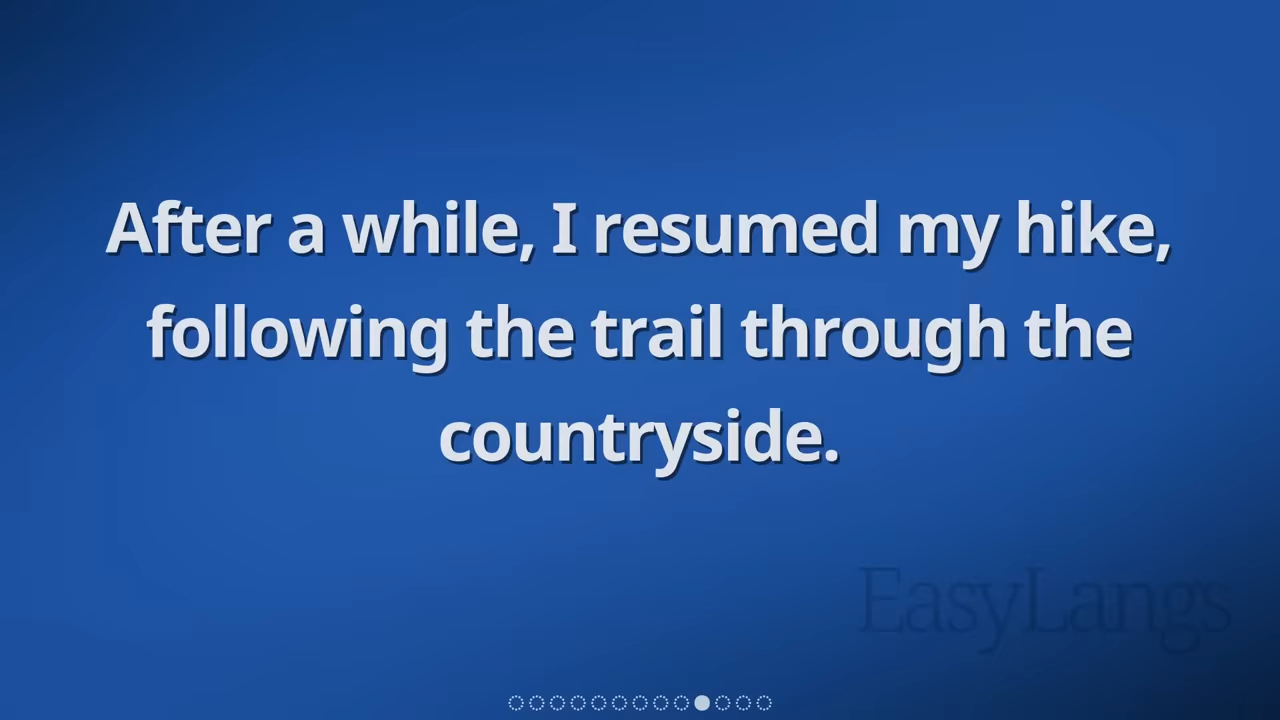 After a while, I resumed my hike,
following the trail through the
countryside.
EasyLangs